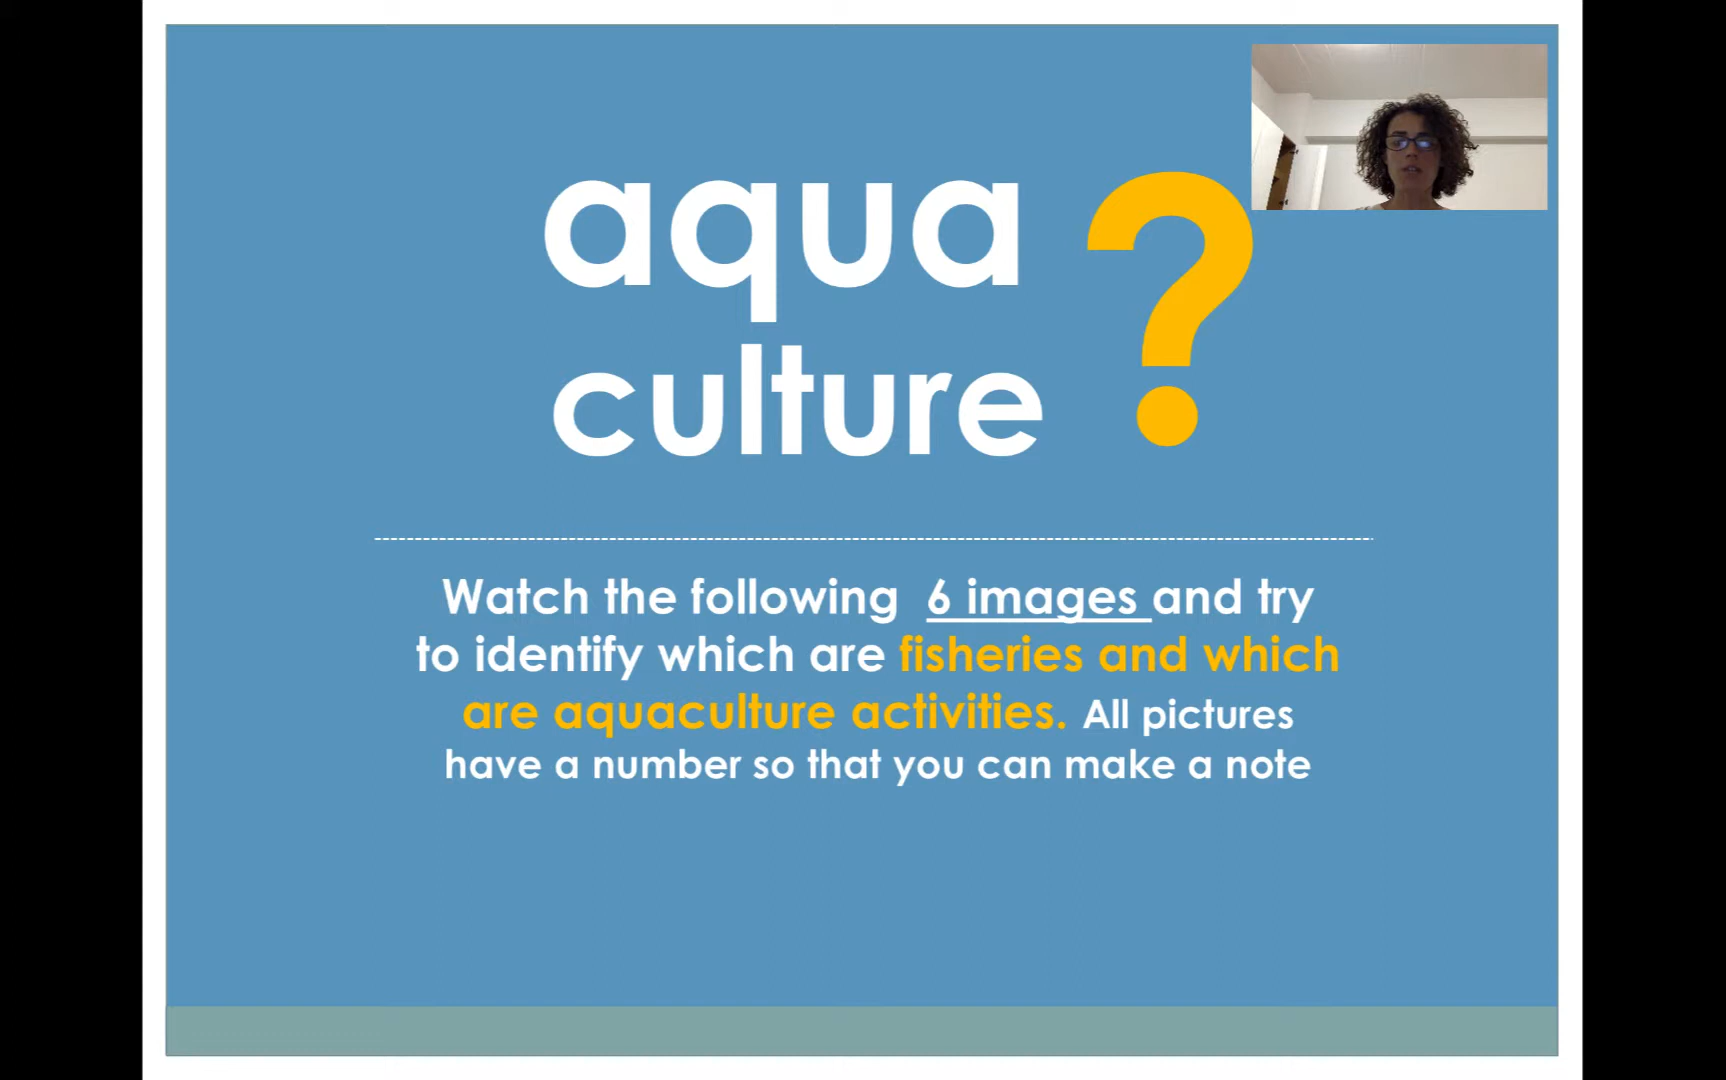 aqua
culture ?
Watch the following 6 images and try
to identify which are fisheries and which
are aquaculture activities. All pictures
have a number so that you can make a note